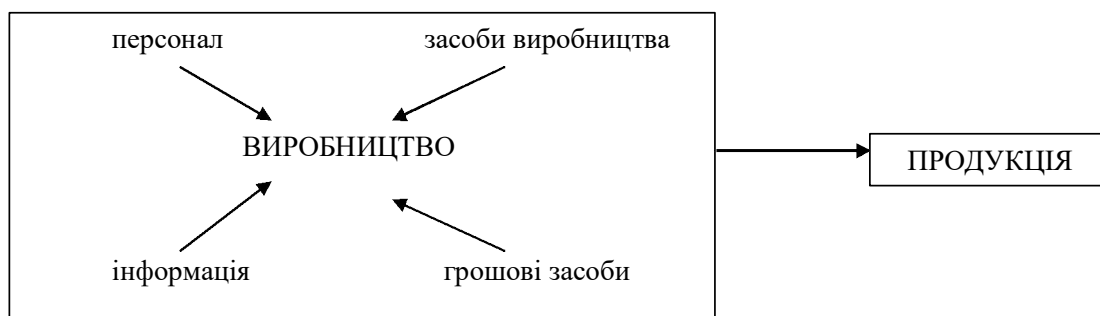 персонал
засоби виробництва
ВИРОБНИЦТВО
ПРОДУКЦІЯ
інформація
грошові засоби